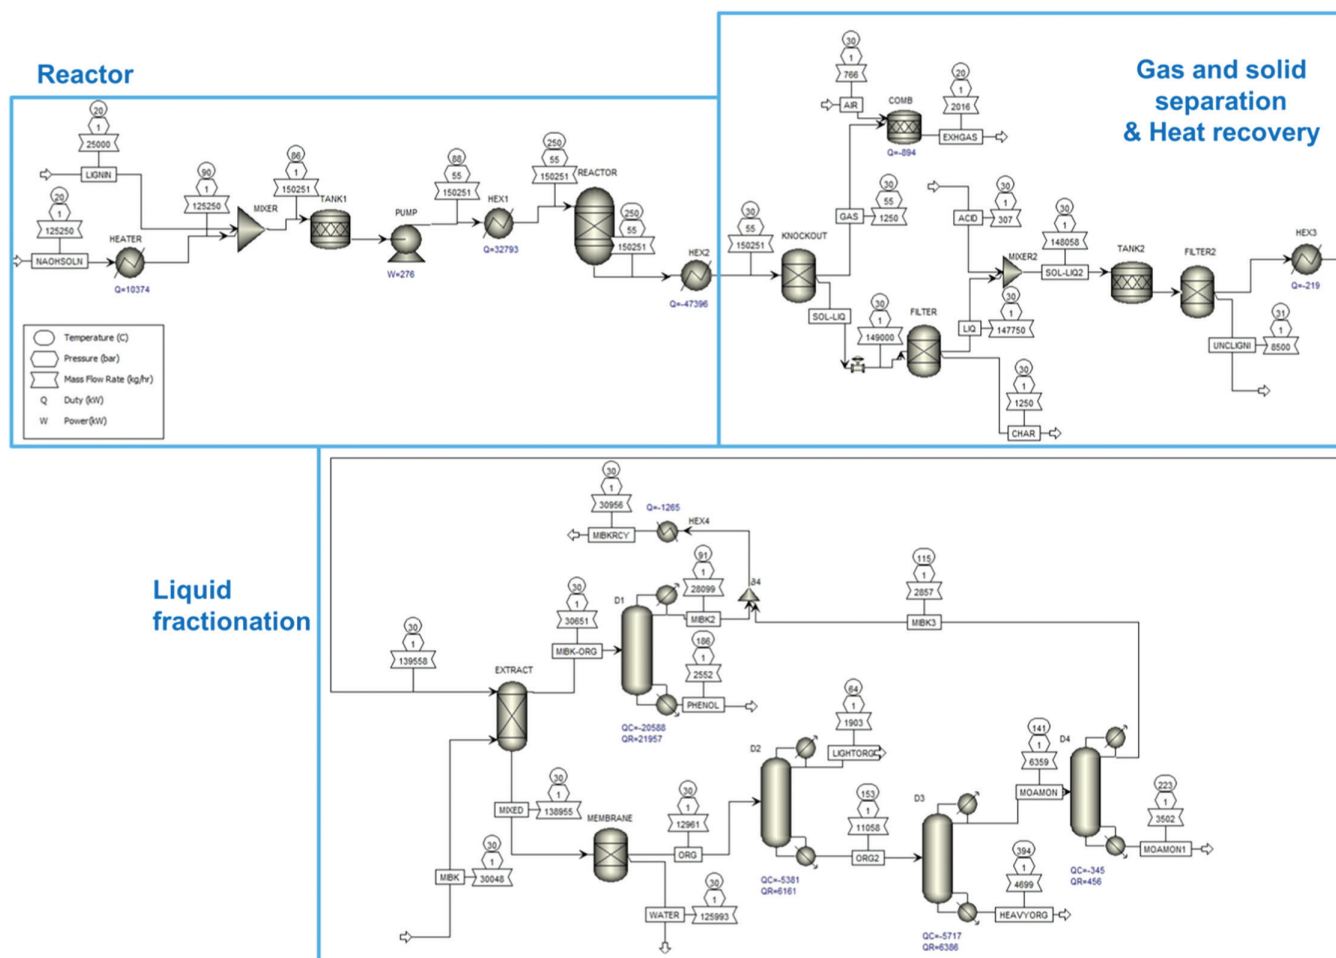 Reactor
20
1
25000
LIGNIN
20
1
125250
NAOHSOLN
HEATER
Q=10374
90
1
125250
MIXER
86
1
150251
TANK1
PUMP
W=276
88
55
150251
HEX1
Q=32793
250
55
150251
REACTOR
250
55
150251
HEX2
Q=-47396
Temperature (C)
Pressure (bar)
Mass Flow Rate (kg/hr)
Q Duty (kW)
W Power(kW)
Gas and solid
separation
& Heat recovery
30
1
766
AIR
COMB
Q=-894
20
1
2016
EXHGAS
30
55
150251
KNOCKOUT
GAS
30
55
1250
SOL-LIQ
30
1
149000
FILTER
ACID
30
1
307
MIXER2
LIQ
30
1
147750
30
1
1250
CHAR
30
1
148058
SOL-LIQ2
TANK2
FILTER2
31
1
8500
UNCLIGNI
HEX3
Q=-219
Liquid
fractionation
30
1
139558
EXTRACT
MIBK
30
1
30048
30
1
30956
MIBKRCY
Q=-1265
HEX4
30
1
30651
MIBK-ORG
D1
QC=-20588
QR=21957
91
1
28099
MIBK2
B4
186
1
2552
PHENOL
115
1
2857
MIBK3
MIXED
30
1
138955
MEMBRANE
30
1
12961
ORG
WATER
30
1
125993
D2
QC=-5381
QR=6161
64
1
1903
LIGHTORG
153
1
11058
ORG2
D3
QC=-5717
QR=6386
141
1
6359
MOAMON
394
1
4699
HEAVYORG
D4
QC=-345
QR=456
223
1
3502
MOAMON1